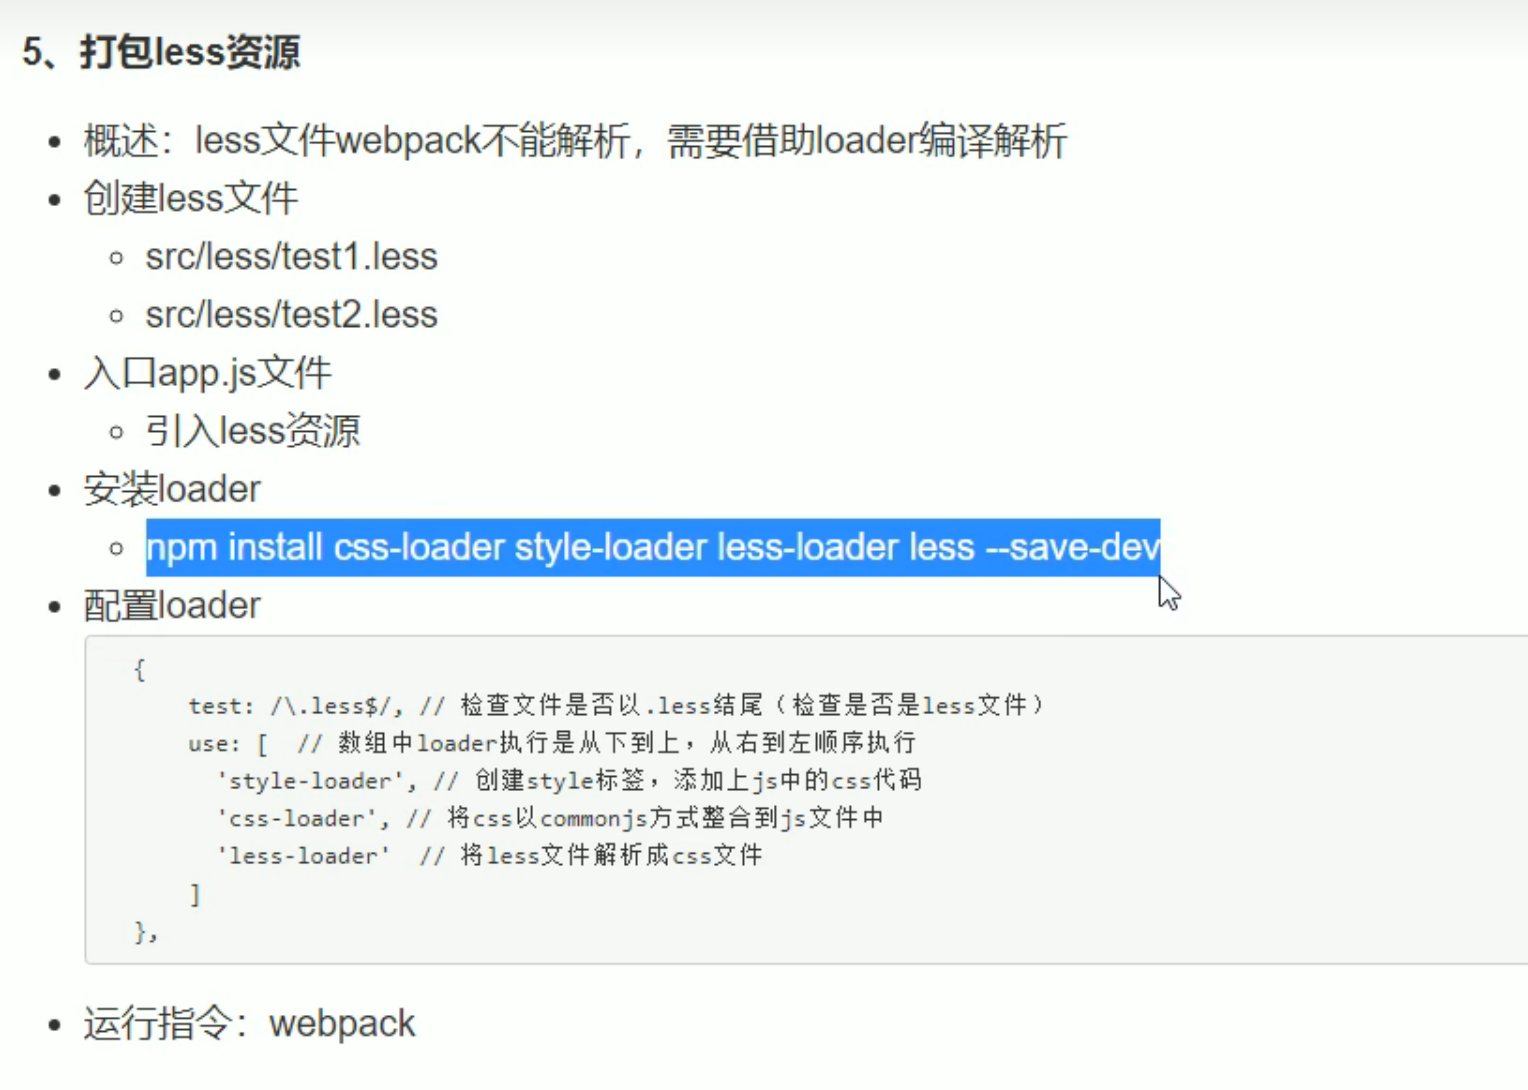 5、打包less资源
概述：less文件webpack不能解析，需要借助loader编译解析
创建less文件
src/less/test1.less
src/less/test2.less
入口app.js文件
引入less资源
安装loader
npm install css-loader style-loader less-loader less --save-dev
配置loader
{
test: /\.less$/, // 检查文件是否以.less结尾（检查是否是less文件）
use: [ // 数组中loader执行是从下到上，从右到左顺序执行
'style-loader', // 创建style标签，添加上js中的css代码
'css-loader', // 将css以commonjs方式整合到js文件中
'less-loader' // 将less文件解析成css文件
]
},
运行指令：webpack